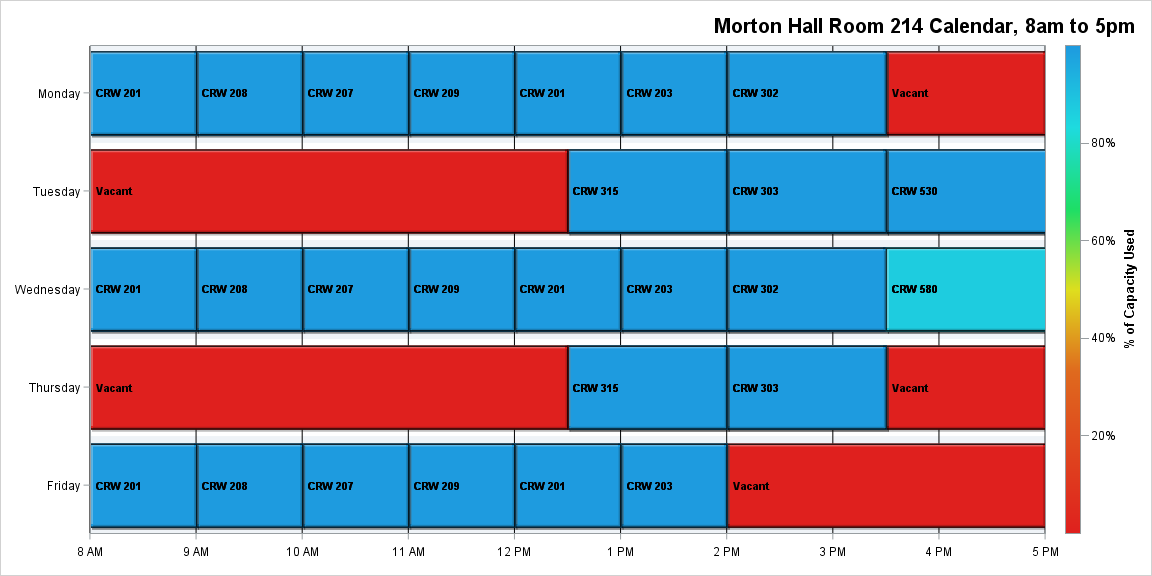 Morton Hall Room 214 Calendar, 8am to 5pm
Monday CRW 201 CRW 208 CRW 207 CRW 209 CRW 201 CRW 203 CRW 302 Vacant
80%
Tuesday Vacant CRW 315 CRW 303 CRW 530
60%
Wednesday CRW 201 CRW 208 CRW 207 CRW 209 CRW 201 CRW 203 CRW 302 CRW 580
% of Capacity Used
40%
Thursday Vacant CRW 315 CRW 303 Vacant
20%
Friday CRW 201 CRW 208 CRW 207 CRW 209 CRW 201 CRW 203 Vacant
8 AM 9 AM 10 AM 11 AM 12 PM 1 PM 2 PM 3 PM 4 PM 5 PM